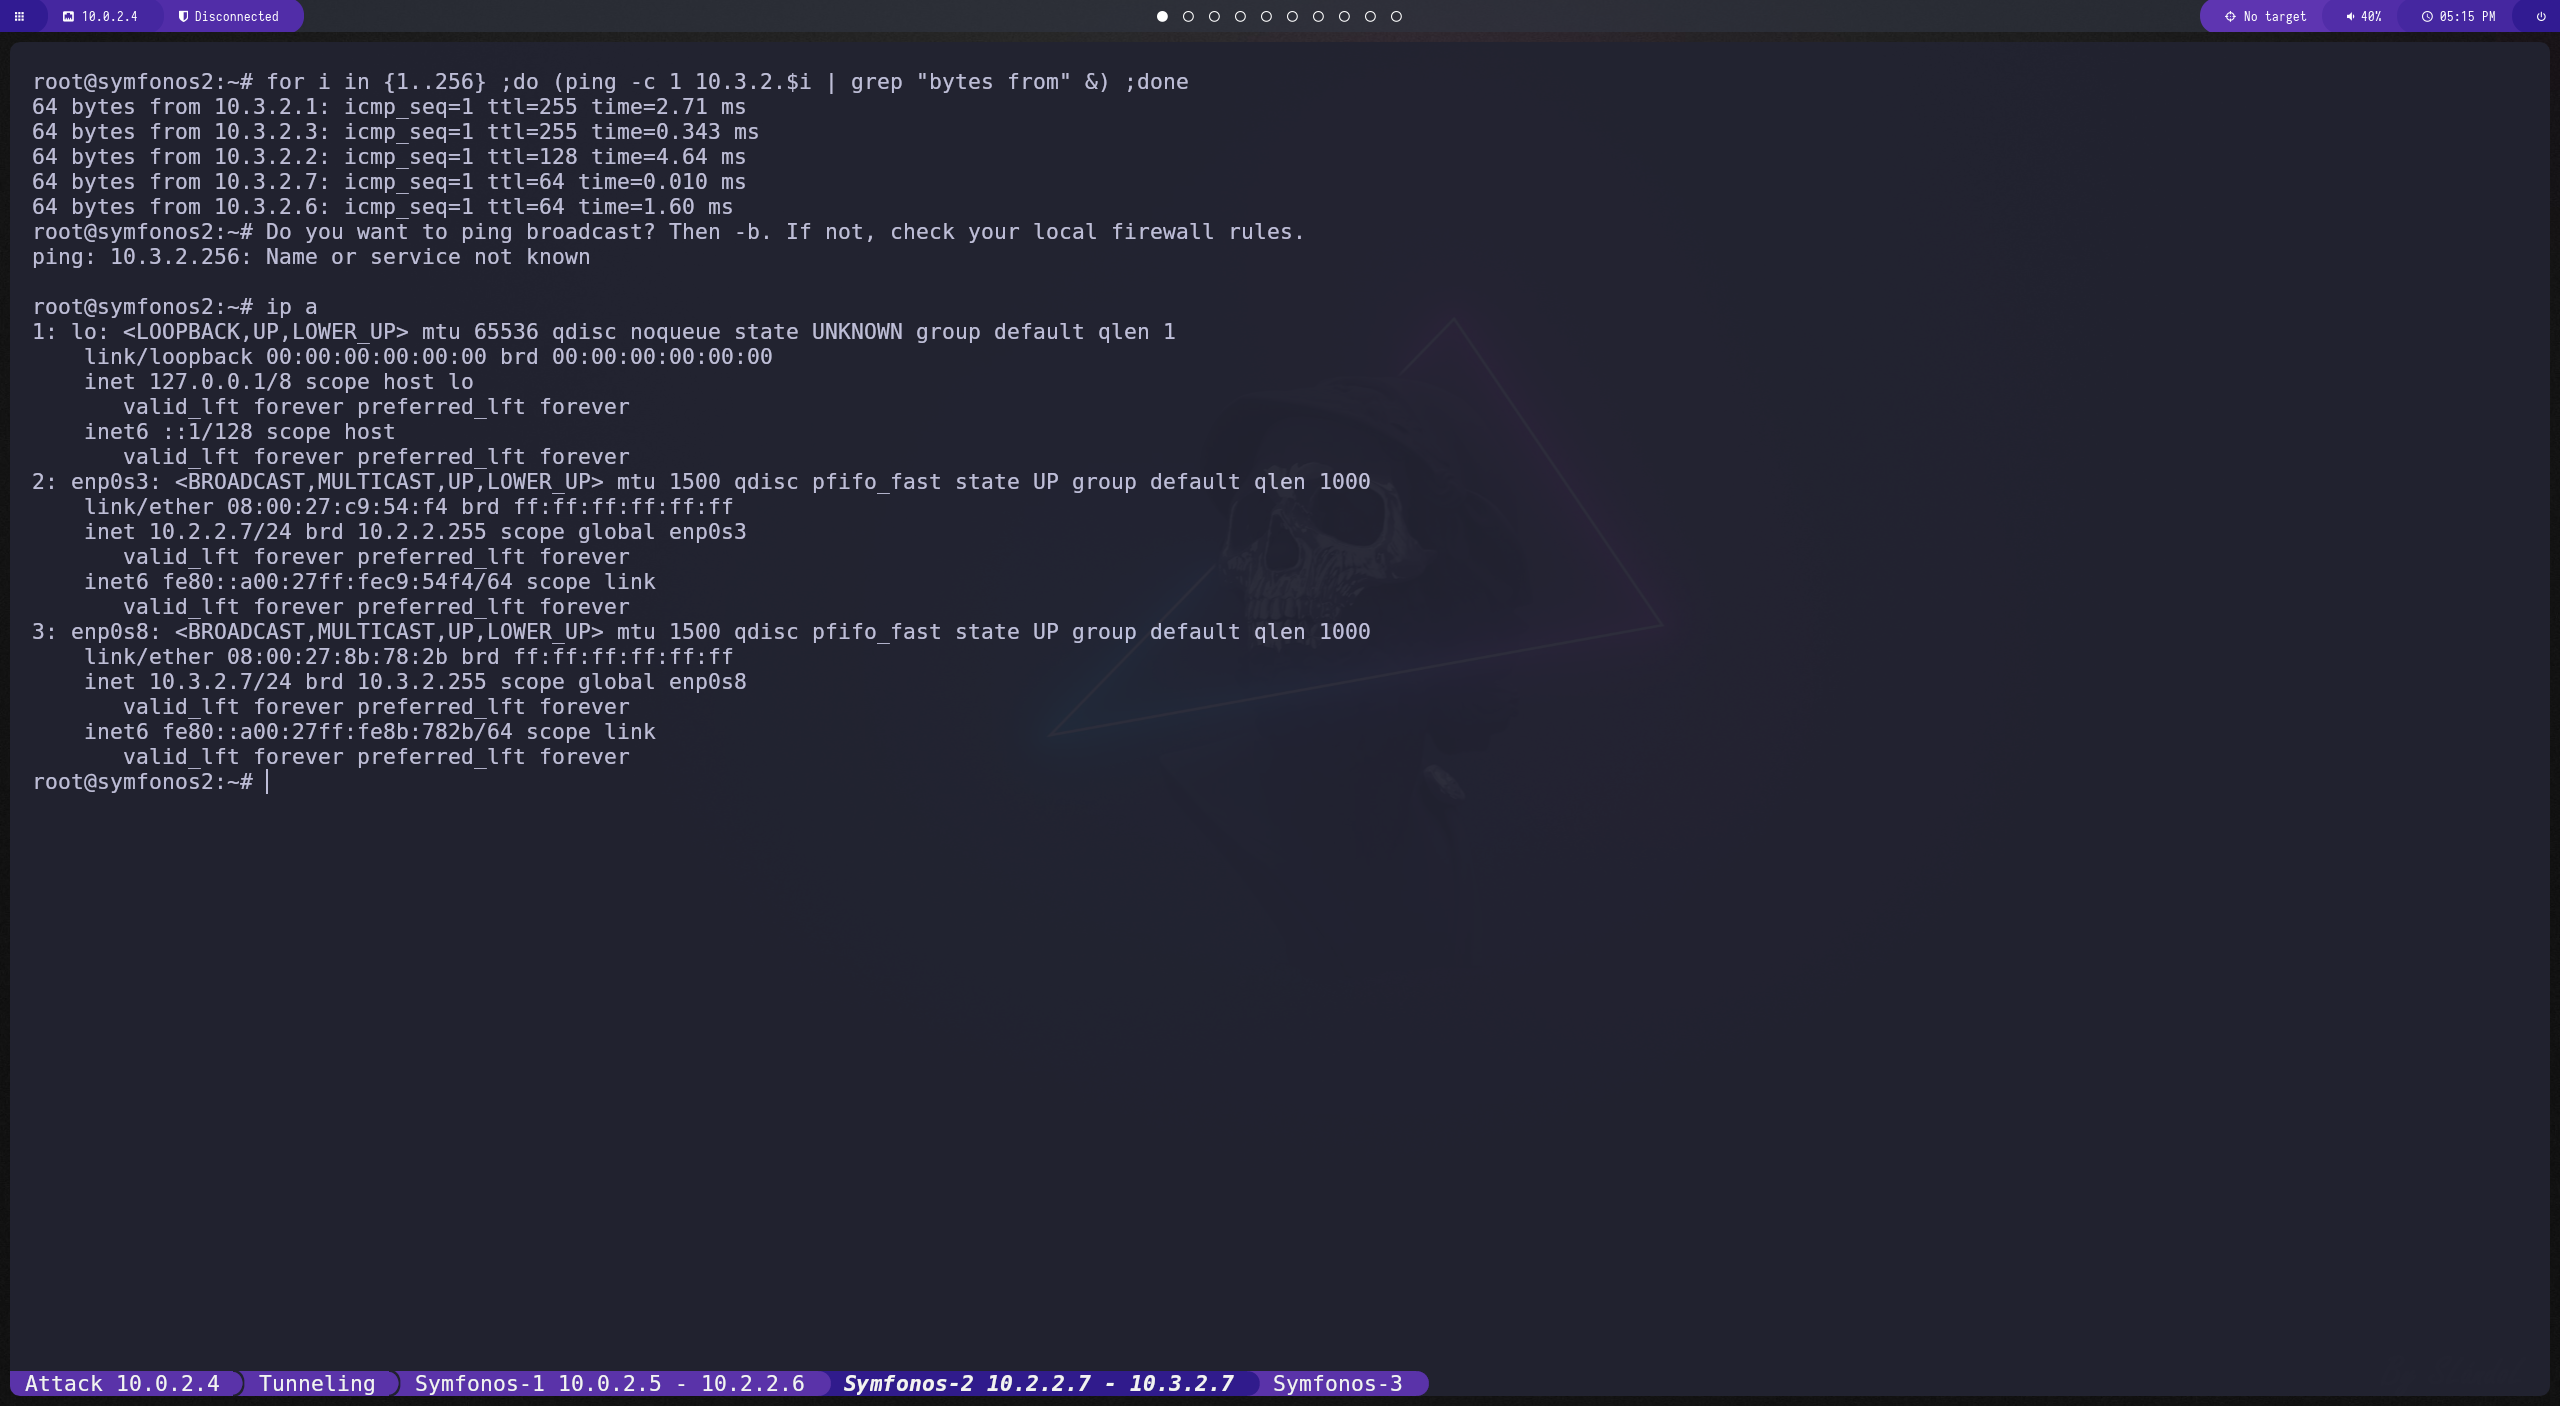 10.0.2.4 Disconnected No target 40% 05:15 PM
root@symfonos2:~# for i in {1..256} ;do (ping -c 1 10.3.2.$i | grep "bytes from" &) ;done
64 bytes from 10.3.2.1: icmp_seq=1 ttl=255 time=2.71 ms
64 bytes from 10.3.2.3: icmp_seq=1 ttl=255 time=0.343 ms
64 bytes from 10.3.2.2: icmp_seq=1 ttl=128 time=4.64 ms
64 bytes from 10.3.2.7: icmp_seq=1 ttl=64 time=0.010 ms
64 bytes from 10.3.2.6: icmp_seq=1 ttl=64 time=1.60 ms
root@symfonos2:~# Do you want to ping broadcast? Then -b. If not, check your local firewall rules.
ping: 10.3.2.256: Name or service not known
root@symfonos2:~# ip a
1: lo: <LOOPBACK,UP,LOWER_UP> mtu 65536 qdisc noqueue state UNKNOWN group default qlen 1
    link/loopback 00:00:00:00:00:00 brd 00:00:00:00:00:00
    inet 127.0.0.1/8 scope host lo
       valid_lft forever preferred_lft forever
    inet6 ::1/128 scope host
       valid_lft forever preferred_lft forever
2: enp0s3: <BROADCAST,MULTICAST,UP,LOWER_UP> mtu 1500 qdisc pfifo_fast state UP group default qlen 1000
    link/ether 08:00:27:c9:54:f4 brd ff:ff:ff:ff:ff:ff
    inet 10.2.2.7/24 brd 10.2.2.255 scope global enp0s3
       valid_lft forever preferred_lft forever
    inet6 fe80::a00:27ff:fec9:54f4/64 scope link
       valid_lft forever preferred_lft forever
3: enp0s8: <BROADCAST,MULTICAST,UP,LOWER_UP> mtu 1500 qdisc pfifo_fast state UP group default qlen 1000
    link/ether 08:00:27:8b:78:2b brd ff:ff:ff:ff:ff:ff
    inet 10.3.2.7/24 brd 10.3.2.255 scope global enp0s8
       valid_lft forever preferred_lft forever
    inet6 fe80::a00:27ff:fe8b:782b/64 scope link
       valid_lft forever preferred_lft forever
root@symfonos2:~#
Attack 10.0.2.4 Tunneling Symfonos-1 10.0.2.5 - 10.2.2.6 Symfonos-2 10.2.2.7 - 10.3.2.7 Symfonos-3